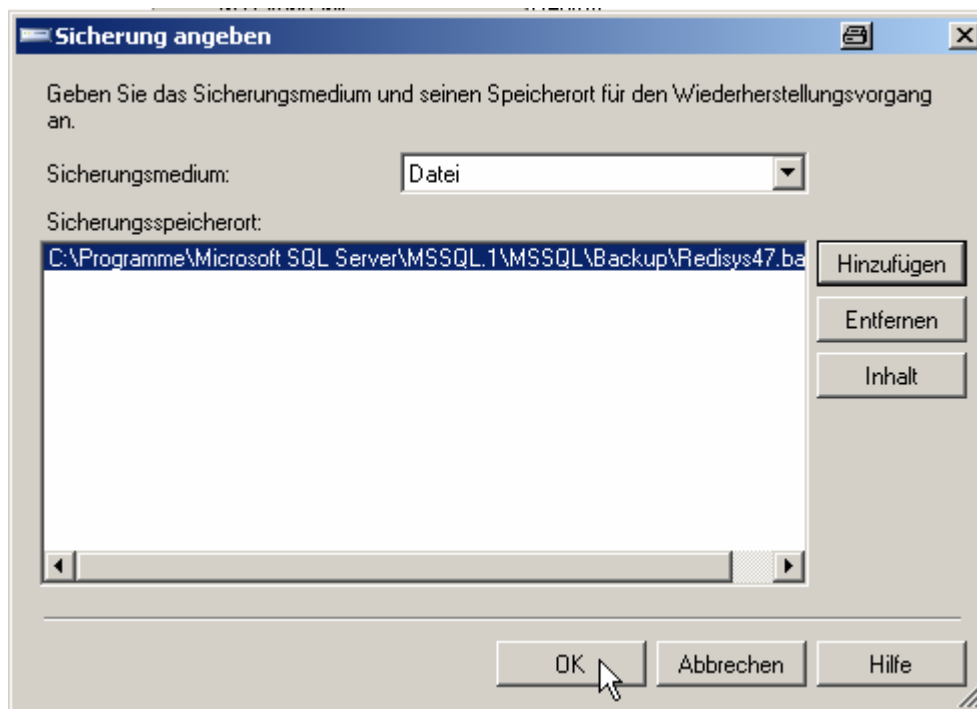 Sicherung angeben
Geben Sie das Sicherungsmedium und seinen Speicherort für den Wiederherstellungsvorgang
an.
Sicherungsmedium:
Datei
Sicherungsspeicherort:
C:\Programme\Microsoft SQL Server\MSSQL.1\MSSQL\Backup\Redisys47.ba
Hinzufügen
Entfernen
Inhalt
OK
Abbrechen
Hilfe